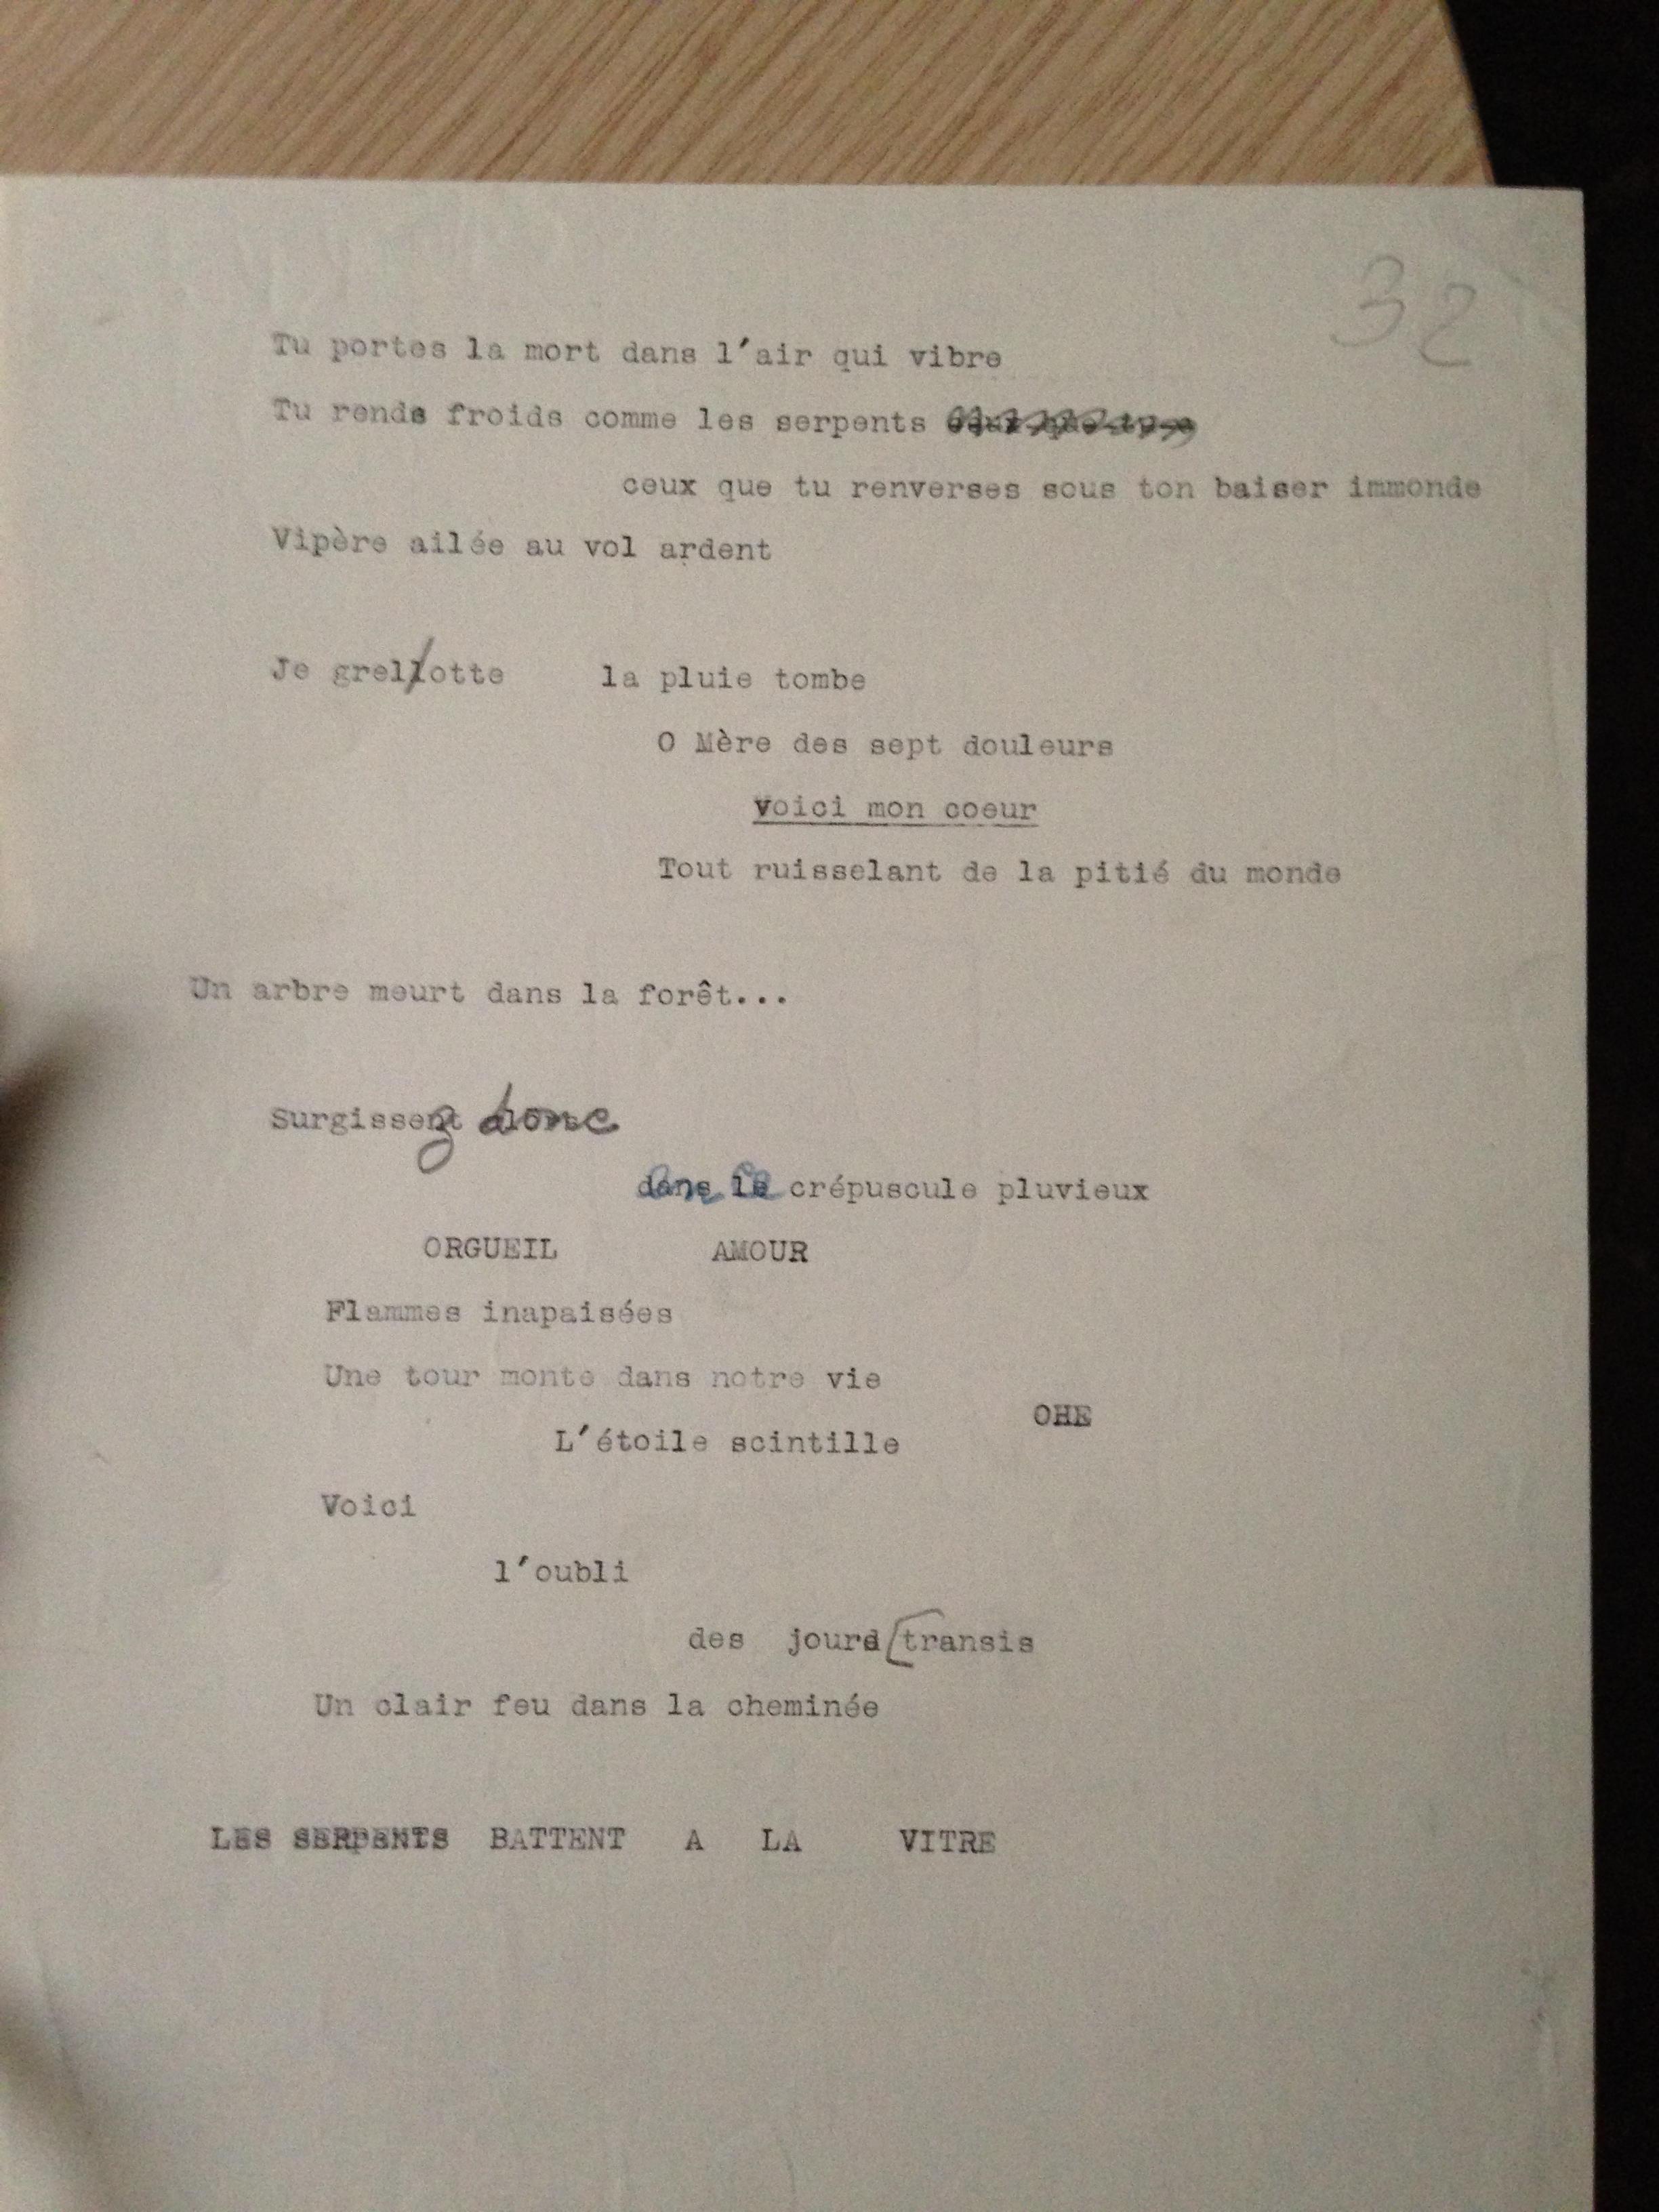 32
Tu portes la mort dans l'air qui vibre
Tu rends froids comme les serpents
ceux que tu renverses sous ton baiser immonde
Vipère ailée au vol ardent
Je grelotte la pluie tombe
O Mère des sept douleurs
Voici mon coeur
Tout ruisselant de la pitié du monde
Un arbre meurt dans la forêt...
Surgissent donc
dans le crépuscule pluvieux
ORGUEIL AMOUR
Flammes inapaisées
Une tour monte dans notre vie
OHE
L'étoile scintille
Voici
l'oubli
des jours transis
Un clair feu dans la cheminée
LES SERPENTS BATTENT A LA VITRE